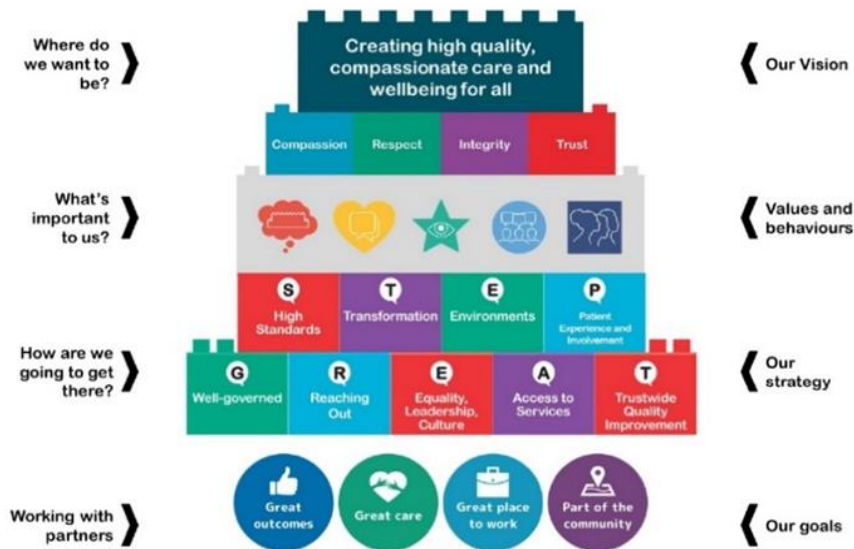 Where do
we want to
be?
Creating high quality,
compassionate care and
wellbeing for all
Our Vision
Compassion
Respect
Integrity
Trust
What's
important
to us?
Values and
behaviours
S
T
E
P
High
Standards
Transformation
Environments
Patient
Experience and
Involvement
How are we
going to get
there?
Our
strategy
G
R
E
A
T
Well-governed
Reaching
Out
Equality,
Leadership,
Culture
Access to
Services
Trustwide
Quality
Improvement
Working with
partners
Great
outcomes
Great care
Great place
to work
Part of the
community
Our goals